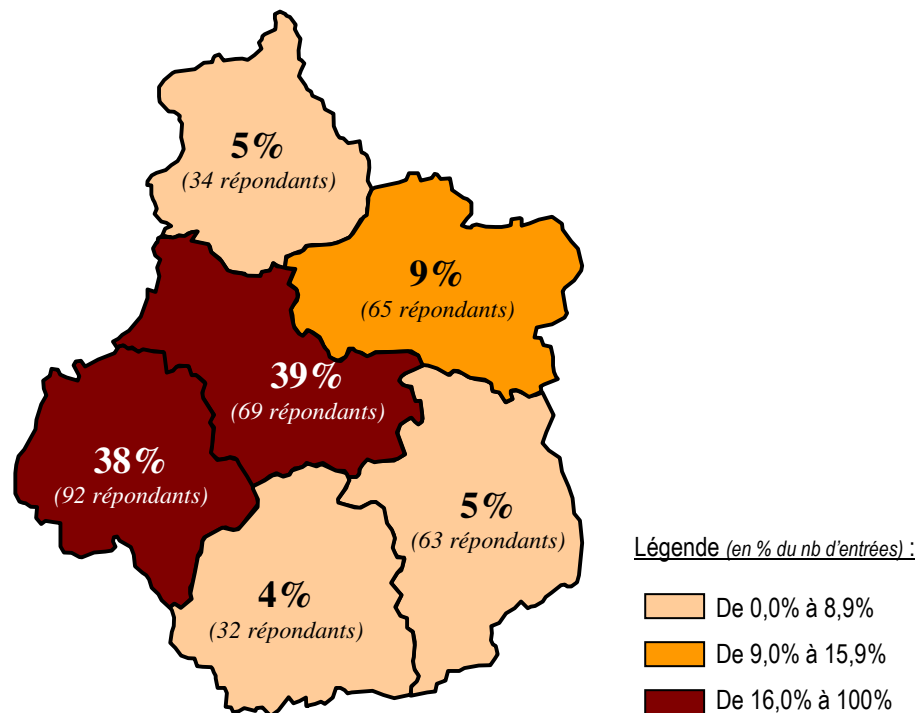 5%
(34 répondants)
9%
(65 répondants)
39%
(69 répondants)
38%
(92 répondants)
5%
(63 répondants)
4%
(32 répondants)
Légende (en % du nb d'entrées) :
De 0,0% à 8,9%
De 9,0% à 15,9%
De 16,0% à 100%